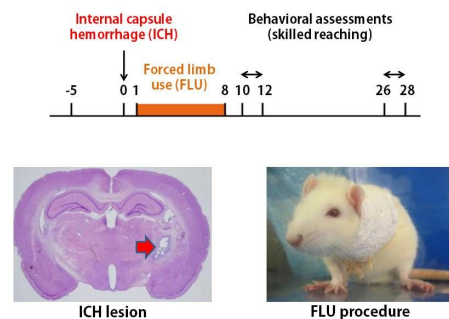 Internal capsule
hemorrhage (ICH)
Behavioral assessments
(skilled reaching)
Forced limb
use (FLU)
-5 0 1 8 10 12 26 28
ICH lesion
FLU procedure